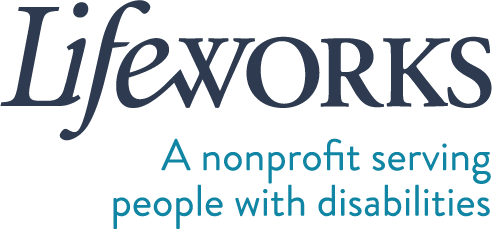 Lifeworks
A nonprofit serving
people with disabilities